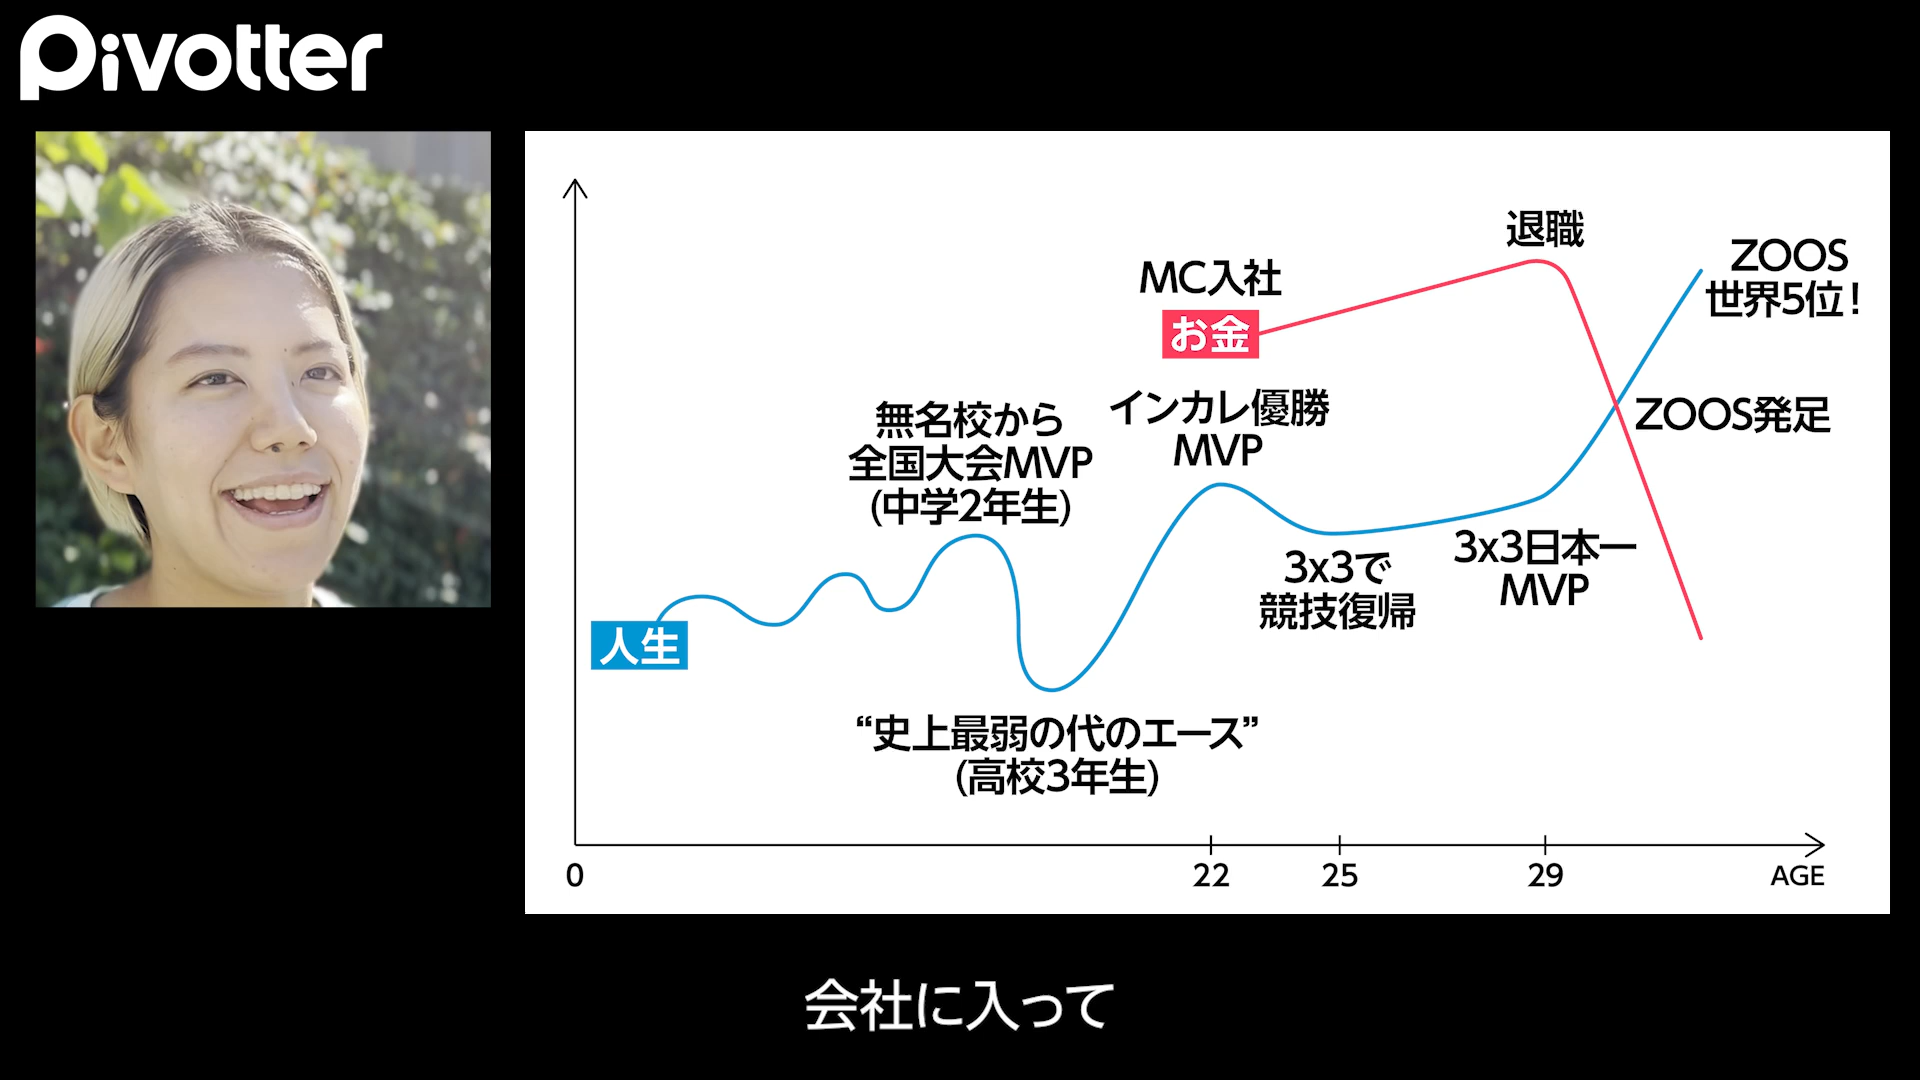 Pivotter
退職
ZOOS
世界5位！
MC入社
お金
ZOOS発足
インカレ優勝
MVP
無名校から
全国大会MVP
(中学2年生)
3x3日本一
MVP
3x3で
競技復帰
人生
“史上最弱の代のエース”
(高校3年生)
0
22
25
29
AGE
会社に入って